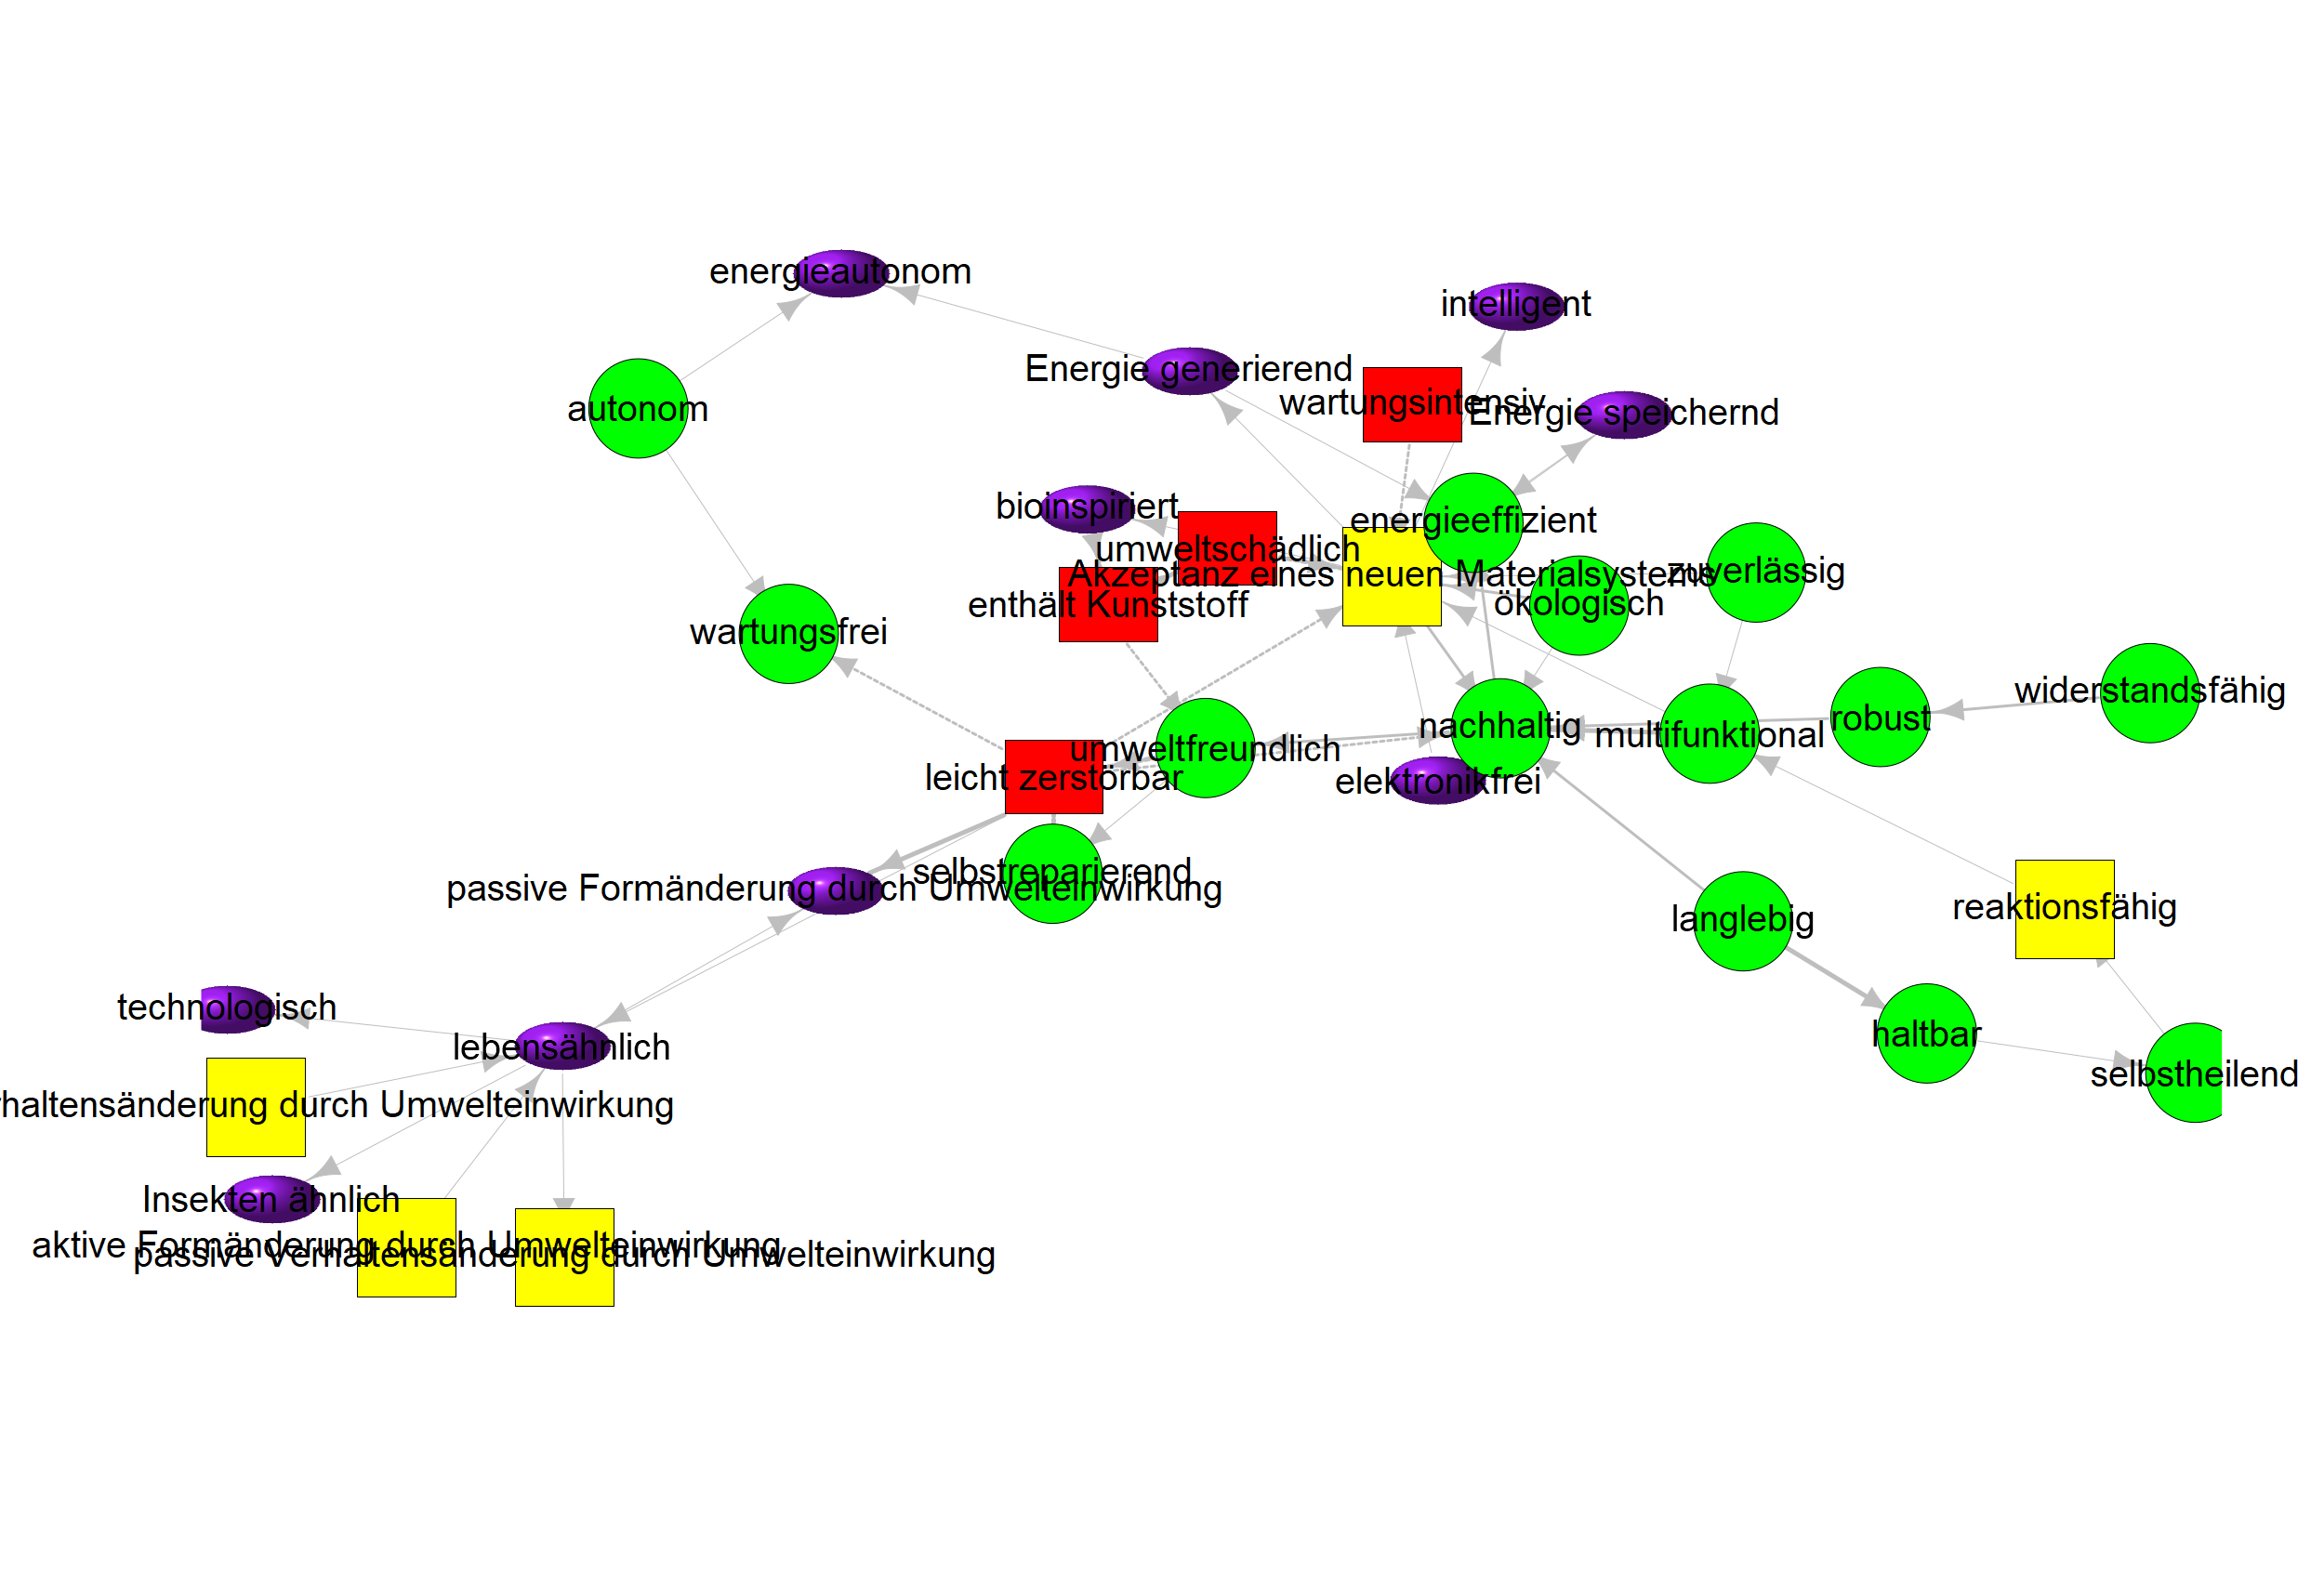 energieautonom
intelligent
Energie generierend
wartungsintensiv
autonom
Energie speichernd
bioinspiriert
energieeffizient
umweltschädlich
Akzeptanz eines neuen Materialsystems
zuverlässig
enthält Kunststoff
ökologisch
wartungsfrei
widerstandsfähig
robust
nachhaltig
multifunktional
umweltfreundlich
leicht zerstörbar
elektronikfrei
selbstreparierend
passive Formänderung durch Umwelteinwirkung
reaktionsfähig
langlebig
technologisch
haltbar
lebensähnlich
selbstheilend
haltensänderung durch Umwelteinwirkung
Insekten ähnlich
aktive Formänderung durch Umwelteinwirkung
passive Verhaltensänderung durch Umwelteinwirkung